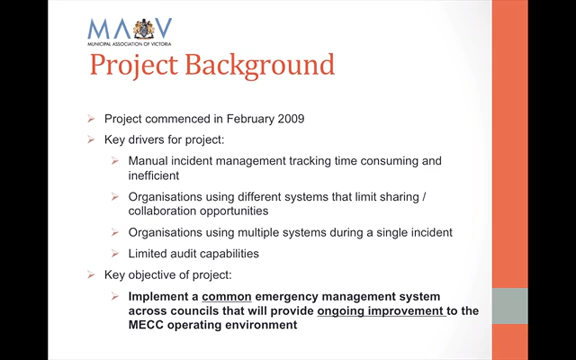 MAV
MUNICIPAL ASSOCIATION OF VICTORIA
Project Background
Project commenced in February 2009
Key drivers for project:
Manual incident management tracking time consuming and
inefficient
Organisations using different systems that limit sharing /
collaboration opportunities
Organisations using multiple systems during a single incident
Limited audit capabilities
Key objective of project:
Implement a common emergency management system
across councils that will provide ongoing improvement to the
MECC operating environment